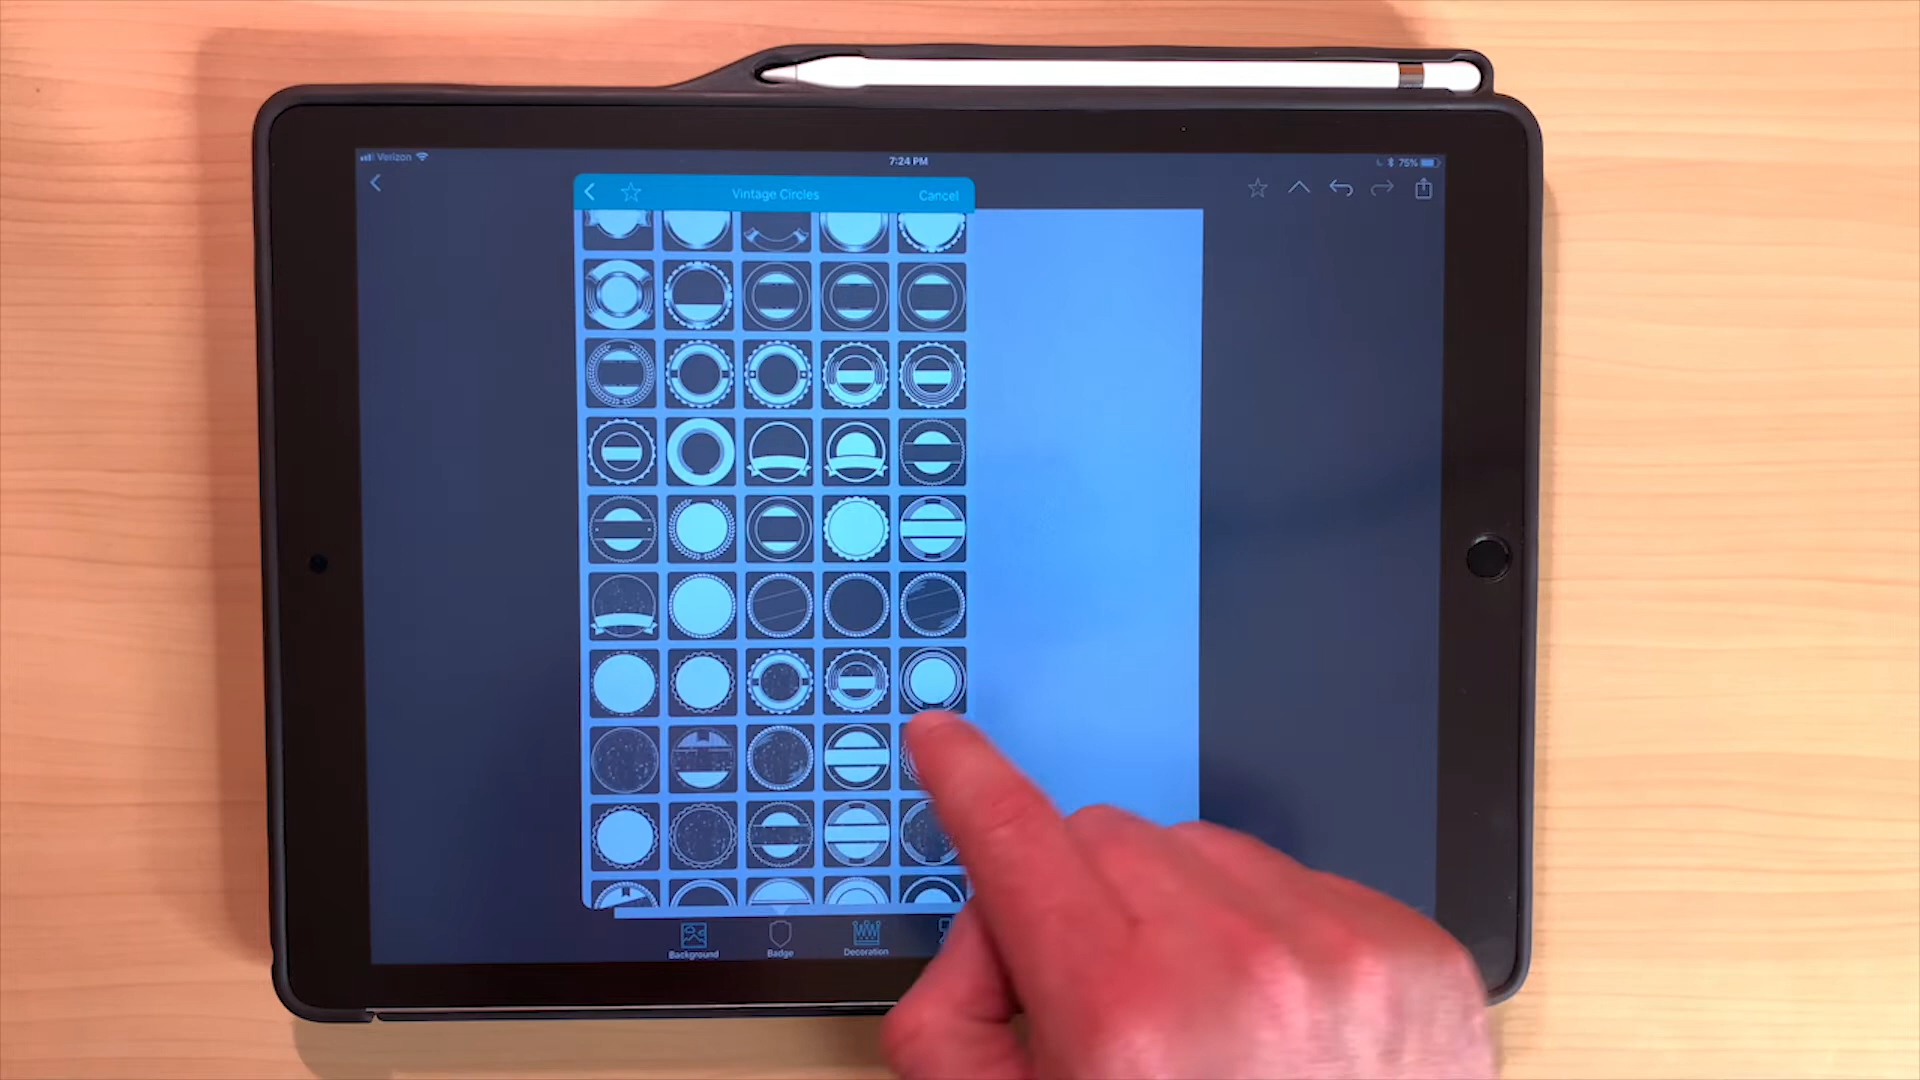 Verizon
7:24 PM
75%
Vintage Circles
Cancel
Background
Badge
Decoration